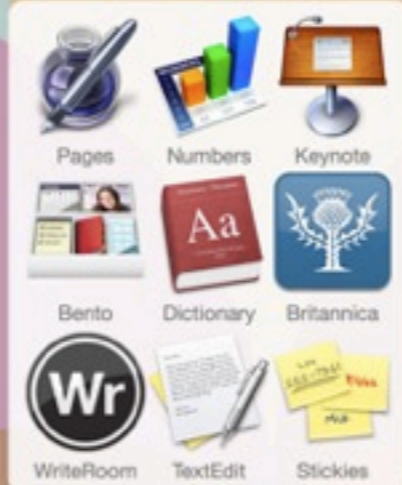 Pages Numbers Keynote
Aa
Bento Dictionary Britannica
Wr
WriteRoom TextEdit Stickies